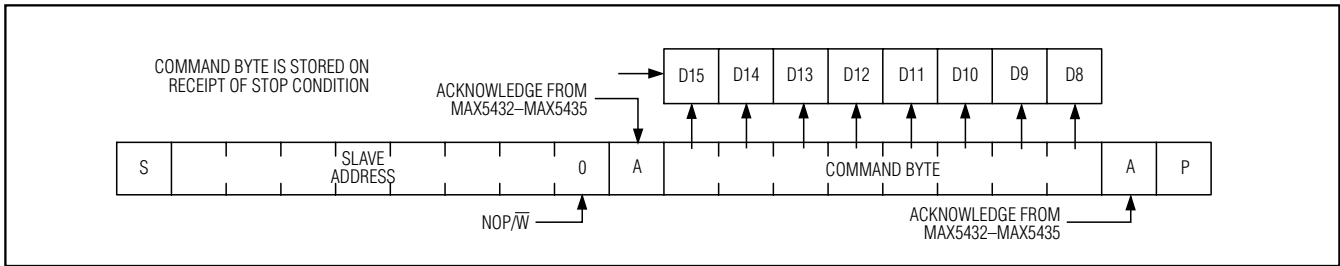 COMMAND BYTE IS STORED ON
RECEIPT OF STOP CONDITION
ACKNOWLEDGE FROM
MAX5432–MAX5435
D15 D14 D13 D12 D11 D10 D9 D8
S SLAVE ADDRESS 0 A COMMAND BYTE A P
NOP/W̅
ACKNOWLEDGE FROM
MAX5432–MAX5435